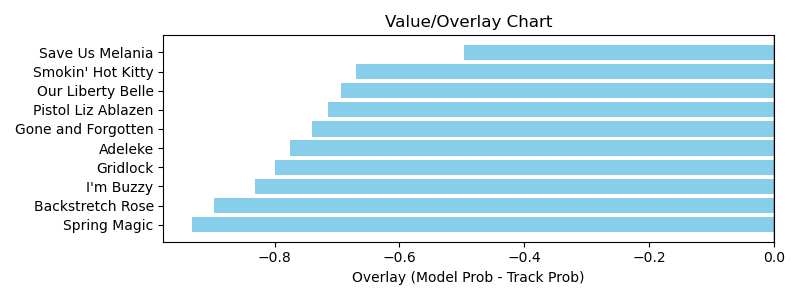 Value/Overlay Chart
Save Us Melania
Smokin' Hot Kitty
Our Liberty Belle
Pistol Liz Ablazen
Gone and Forgotten
Adeleke
Gridlock
I'm Buzzy
Backstretch Rose
Spring Magic
−0.8 −0.6 −0.4 −0.2 0.0
Overlay (Model Prob - Track Prob)